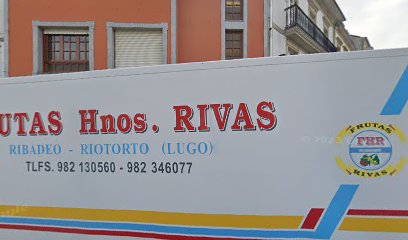 UTAS Hnos. RIVAS
RIBADEO - RIOTORTO (LUGO)
TLFS. 982 130560 - 982 346077
FRUTAS
FHR
RIVAS